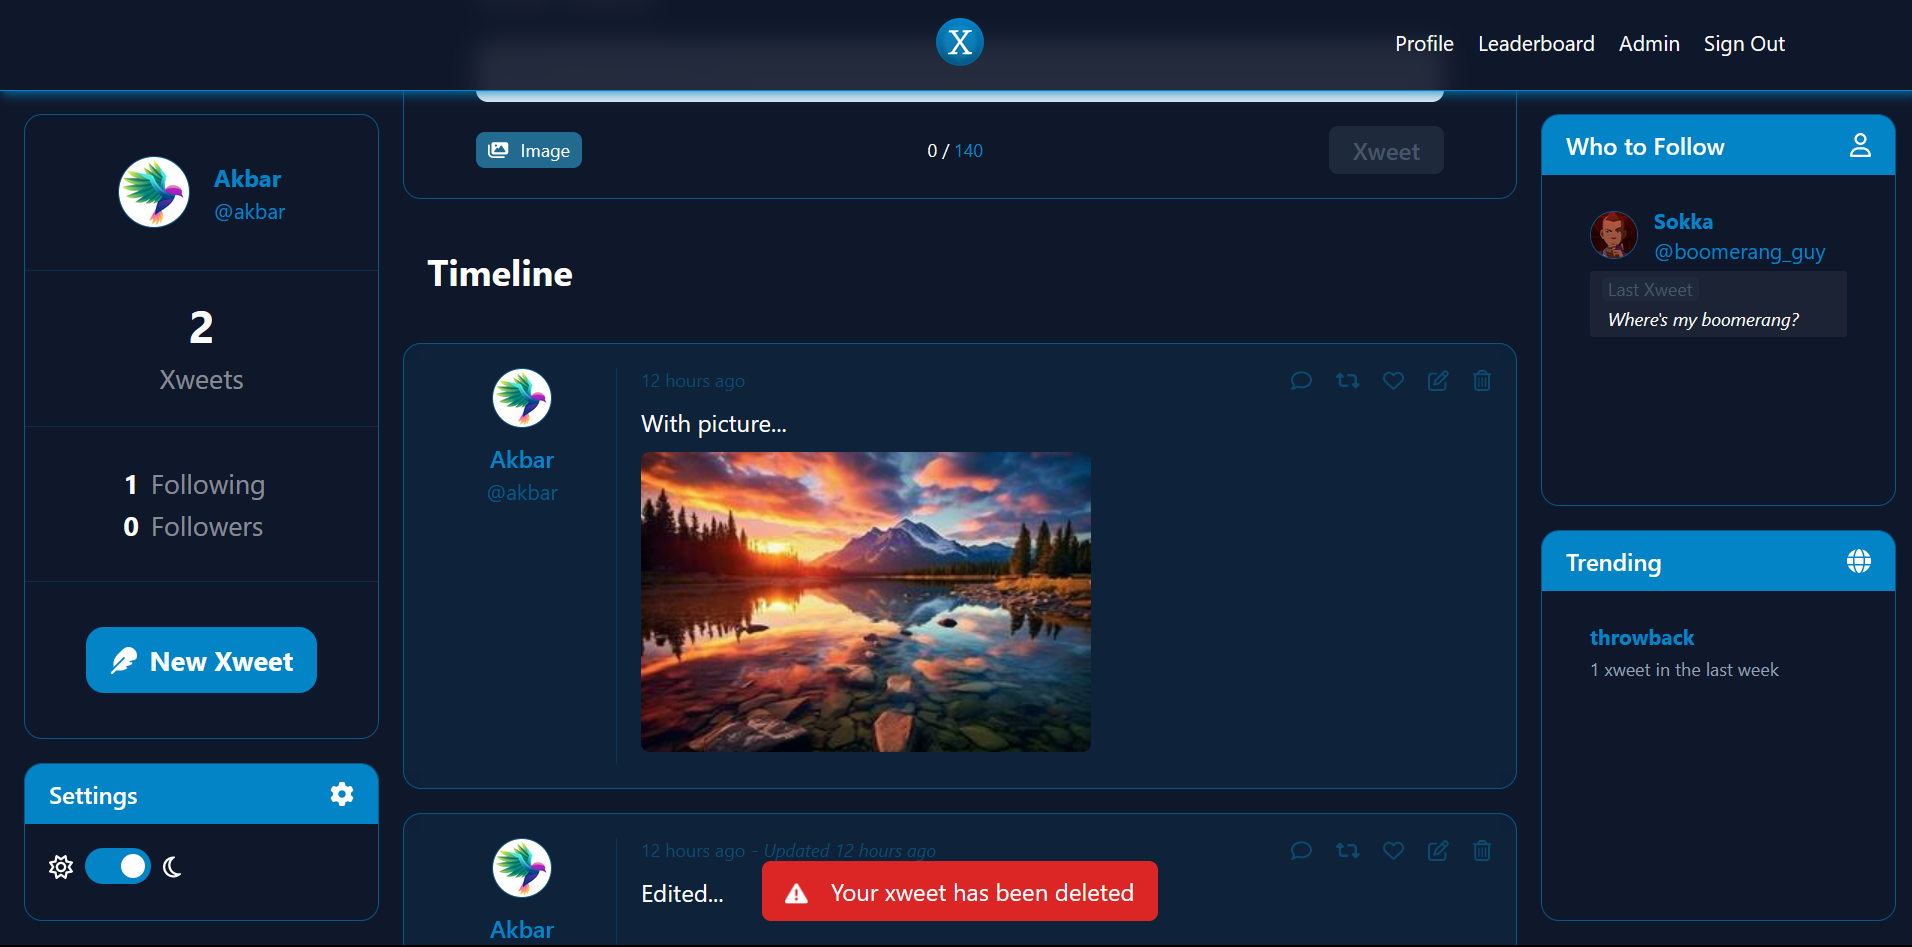 X
Profile Leaderboard Admin Sign Out
Akbar
@akbar
2
Xweets
1 Following
0 Followers
New Xweet
Settings
Image
0 / 140
Xweet
Timeline
12 hours ago
With picture...
Akbar
@akbar
12 hours ago - Updated 12 hours ago
Edited...
Akbar
Your xweet has been deleted
Who to Follow
Sokka
@boomerang_guy
Last Xweet
Where's my boomerang?
Trending
throwback
1 xweet in the last week